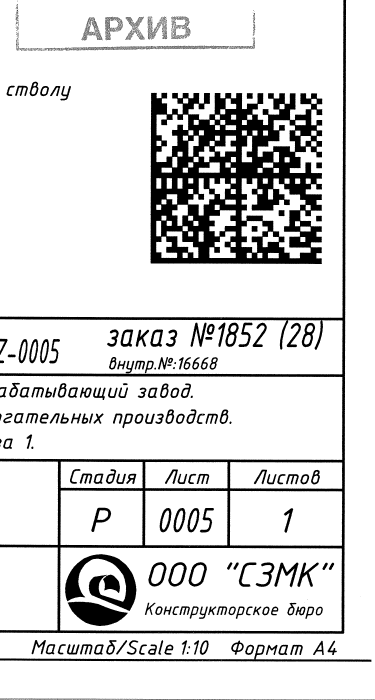 АРХИВ
стволу
Z-0005 заказ №1852 (28)
внутр.№:16668
абатывающий завод.
огательных производств.
 га 1.
Стадия Лист Листов
Р 0005 1
ООО "СЗМК"
Конструкторское бюро
Масштаб/Scale 1:10 Формат А4